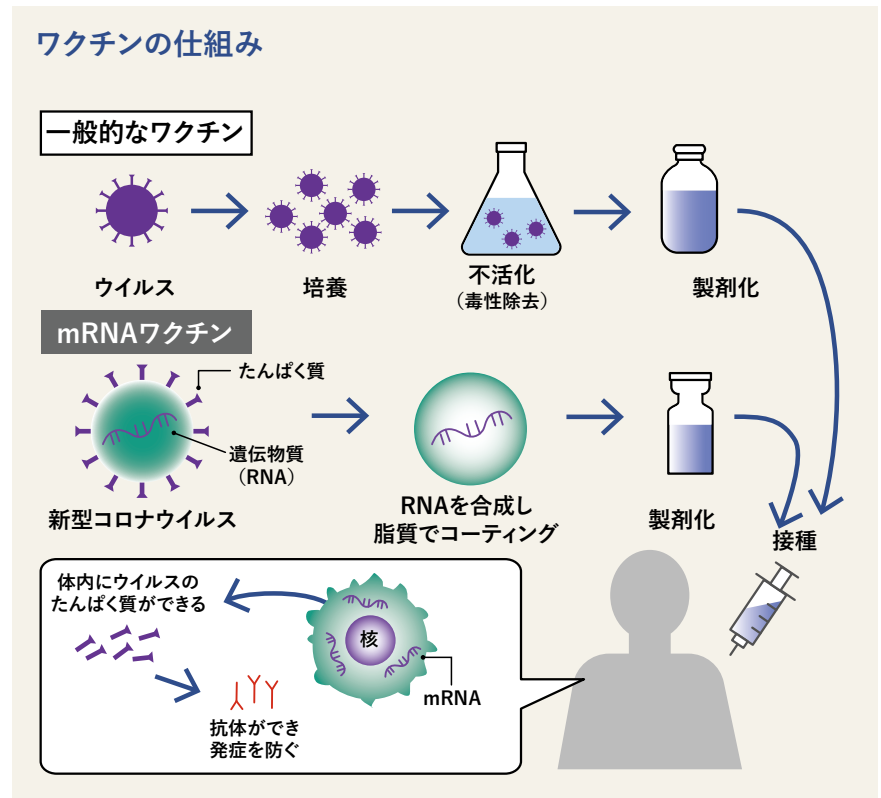 ワクチンの仕組み
一般的なワクチン
ウイルス
培養
不活化
（毒性除去）
製剤化
mRNAワクチン
たんぱく質
遺伝物質
（RNA）
新型コロナウイルス
RNAを合成し
脂質でコーティング
製剤化
接種
体内にウイルスの
たんぱく質ができる
核
mRNA
抗体ができ
発症を防ぐ